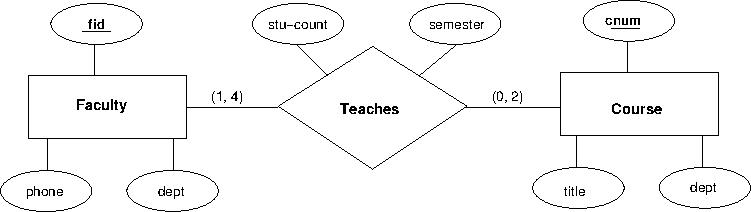 fid
stu-count
semester
cnum
Faculty
(1, 4)
Teaches
(0, 2)
Course
phone
dept
title
dept